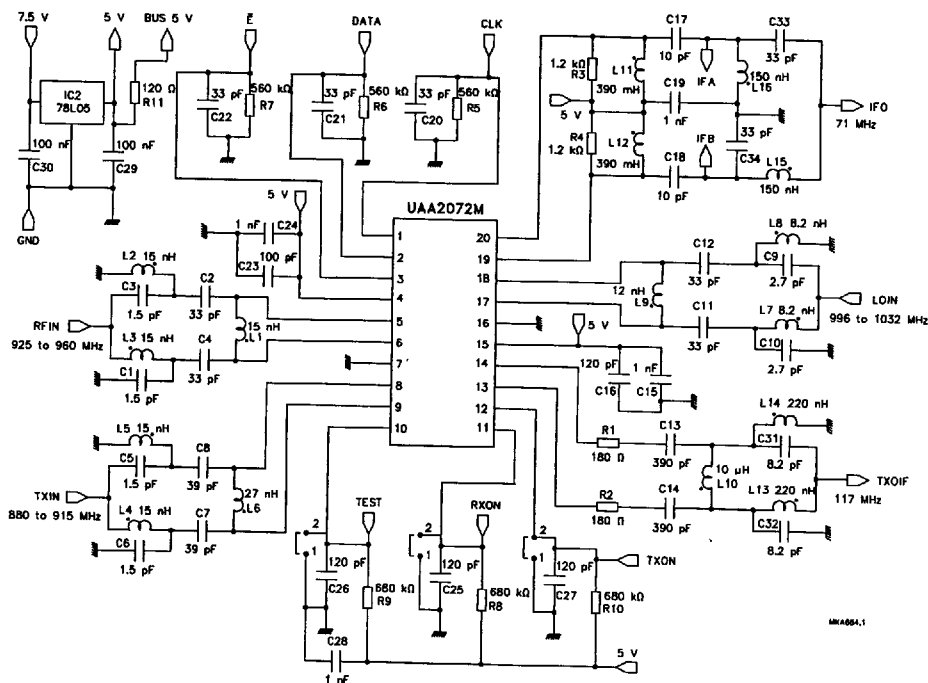 7.5 V
5 V
BUS 5 V
E
DATA
CLK
IC2
78L05
120 Ω
R11
100 nF
C30
100 nF
C29
GND
33 pF
C22
560 kΩ
R7
33 pF
C21
560 kΩ
R6
33 pF
C20
560 kΩ
R5
1.2 kΩ
R3
5 V
R4
1.2 kΩ
L11
390 mH
L12
390 mH
C17
10 pF
C19
1 nF
C18
10 pF
IFA
IFB
150 nH
L16
33 pF
C34
C33
33 pF
L15
150 nH
IFO
71 MHz
5 V
1 nF C24
C23 100 pF
UAA2072M
1
2
3
4
5
6
7
8
9
10
20
19
18
17
16
15
14
13
12
11
L2 15 nH
C3
1.5 pF
C2
33 pF
RFIN
925 to 960 MHz
L3 15 nH
C1
1.5 pF
C4
33 pF
15 nH
L1
L5 15 nH
C5
1.5 pF
C8
39 pF
TXIN
880 to 915 MHz
L4 15 nH
C6
1.5 pF
C7
39 pF
27 nH
L6
12 nH
L9
C12
33 pF
C11
33 pF
L8 8.2 nH
C9
2.7 pF
L7 8.2 nH
C10
2.7 pF
LOIN
996 to 1032 MHz
5 V
120 pF
C16
1 nF
C15
R1
180 Ω
C13
390 pF
R2
180 Ω
C14
390 pF
10 µH
L10
L14 220 nH
C31
8.2 pF
L13 220 nH
C32
8.2 pF
TXOIF
117 MHz
TEST
2
1
120 pF
C26
680 kΩ
R9
C28
1 nF
RXON
2
1
120 pF
C25
680 kΩ
R8
2
1
120 pF
C27
TXON
680 kΩ
R10
5 V
MKA664.1